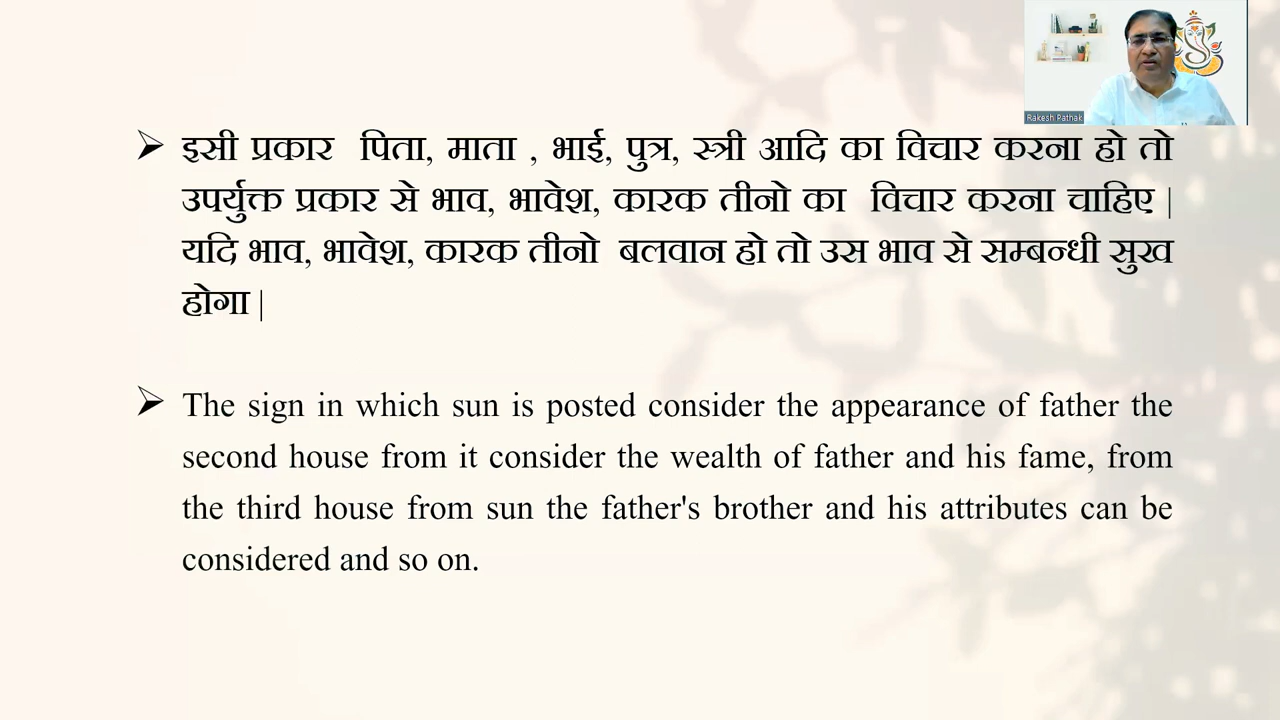 Rakesh Pathak
इसी प्रकार पिता, माता , भाई, पुत्र, स्त्री आदि का विचार करना हो तो
उपर्युक्त प्रकार से भाव, भावेश, कारक तीनो का विचार करना चाहिए |
यदि भाव, भावेश, कारक तीनो बलवान हो तो उस भाव से सम्बन्धी सुख
होगा |
The sign in which sun is posted consider the appearance of father the
second house from it consider the wealth of father and his fame, from
the third house from sun the father's brother and his attributes can be
considered and so on.